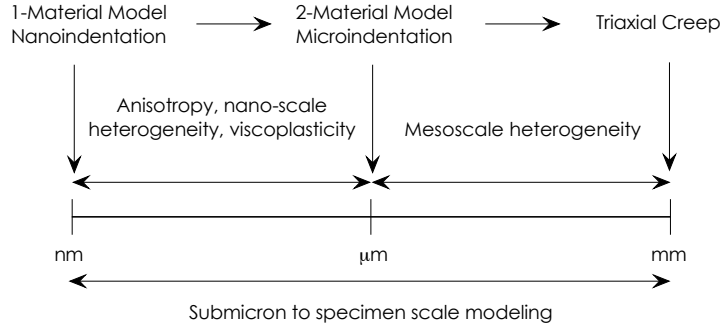 1-Material Model
Nanoindentation
2-Material Model
Microindentation
Triaxial Creep
Anisotropy, nano-scale
heterogeneity, viscoplasticity
Mesoscale heterogeneity
nm
μm
mm
Submicron to specimen scale modeling